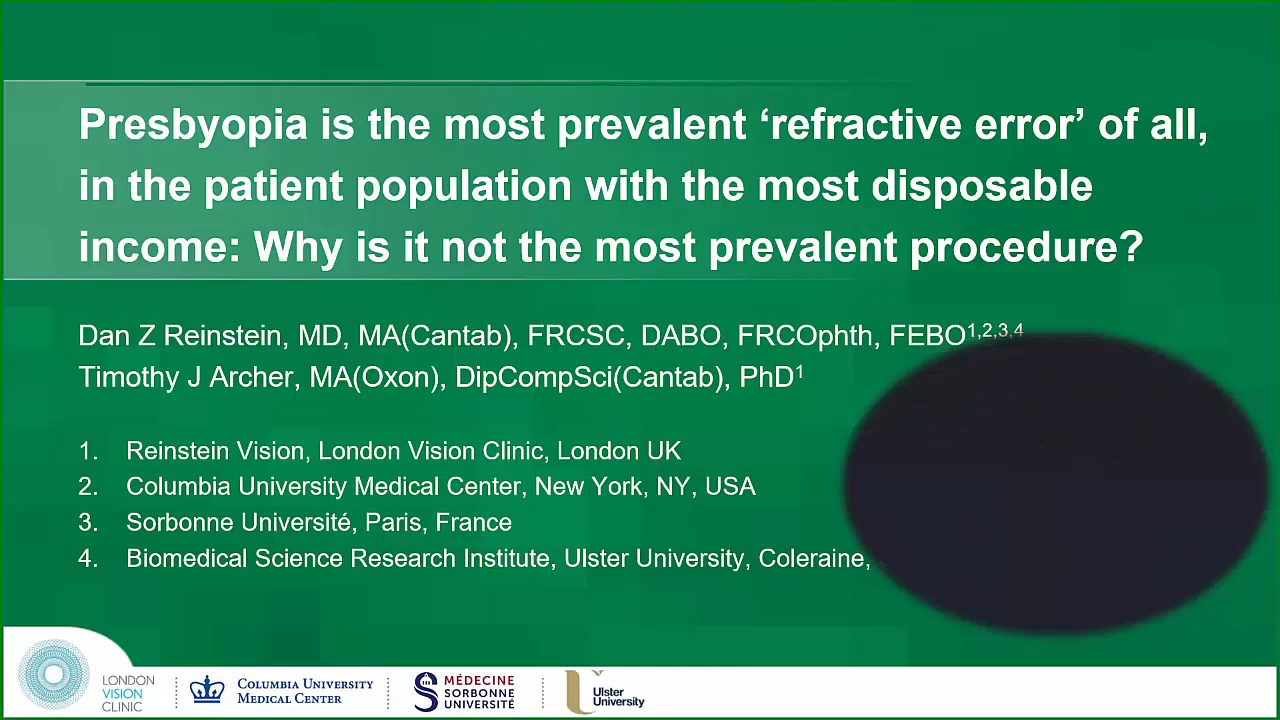 Presbyopia is the most prevalent ‘refractive error’ of all,
in the patient population with the most disposable
income: Why is it not the most prevalent procedure?
Dan Z Reinstein, MD, MA(Cantab), FRCSC, DABO, FRCOphth, FEBO1,2,3,4
Timothy J Archer, MA(Oxon), DipCompSci(Cantab), PhD1
1. Reinstein Vision, London Vision Clinic, London UK
2. Columbia University Medical Center, New York, NY, USA
3. Sorbonne Université, Paris, France
4. Biomedical Science Research Institute, Ulster University, Coleraine,
LONDON
VISION
CLINIC
COLUMBIA UNIVERSITY
MEDICAL CENTER
MÉDECINE
SORBONNE
UNIVERSITÉ
Ulster
University